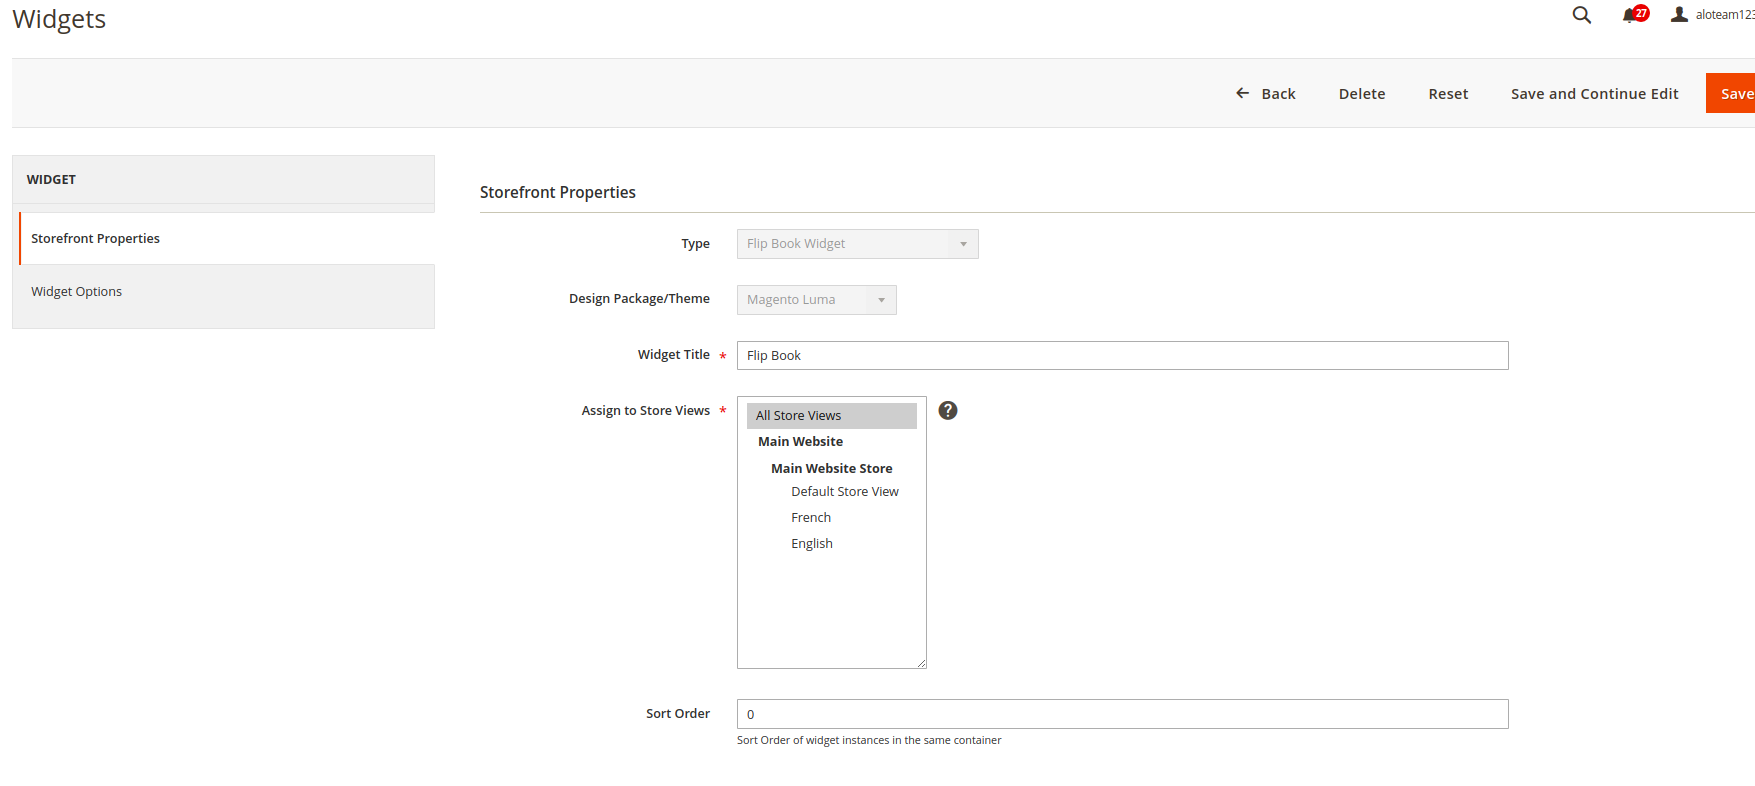 Widgets
27
aloteam123
Back
Delete
Reset
Save and Continue Edit
Save
WIDGET
Storefront Properties
Widget Options
Storefront Properties
Type
Flip Book Widget
Design Package/Theme
Magento Luma
Widget Title *
Flip Book
Assign to Store Views *
All Store Views
?
Main Website
Main Website Store
Default Store View
French
English
Sort Order
0
Sort Order of widget instances in the same container